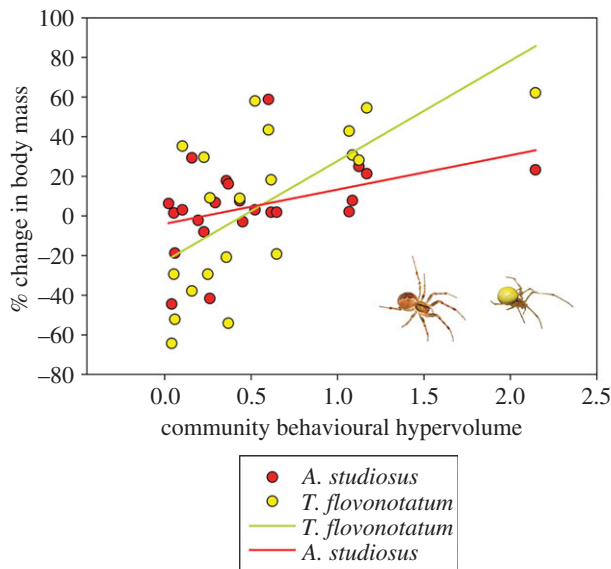 100
80
60
40
20
0
–20
–40
–60
–80
% change in body mass
0.0 0.5 1.0 1.5 2.0 2.5
community behavioural hypervolume
A. studiosus
T. flovonotatum
T. flovonotatum
A. studiosus